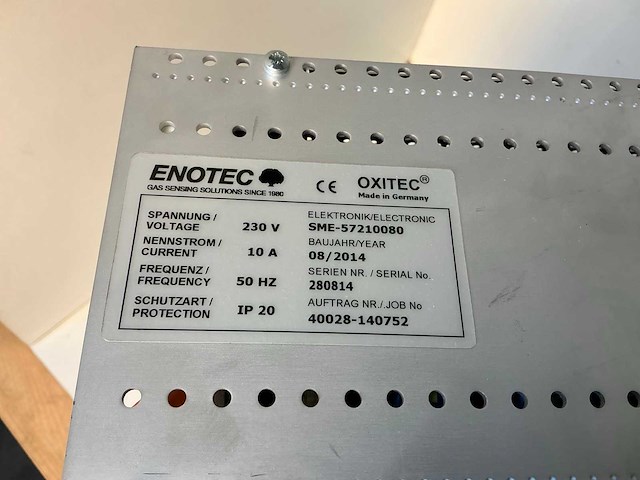 ENOTEC
GAS SENSING SOLUTIONS SINCE 1980
CE OXITEC®
Made in Germany
SPANNUNG /
VOLTAGE 230 V
NENNSTROM /
CURRENT 10 A
FREQUENZ /
FREQUENCY 50 HZ
SCHUTZART /
PROTECTION IP 20
ELEKTRONIK/ELECTRONIC
SME-57210080
BAUJAHR/YEAR
08/2014
SERIEN NR. / SERIAL No.
280814
AUFTRAG NR./.JOB No
40028-140752